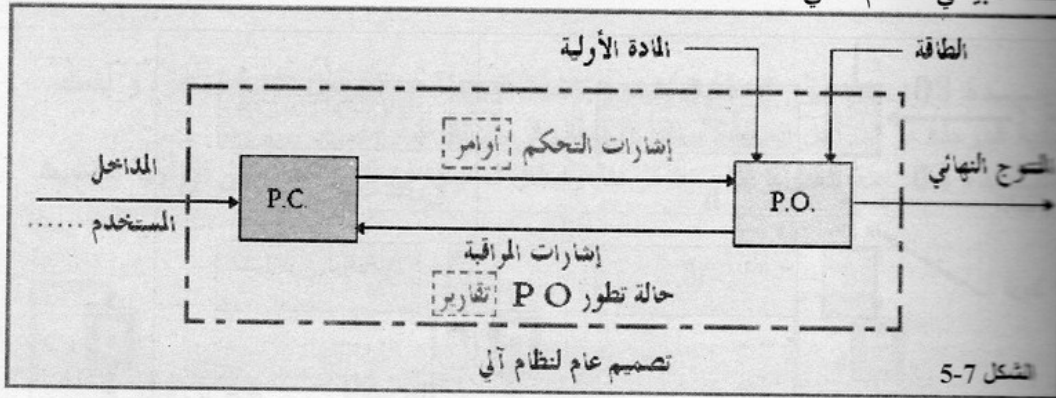 الطاقة
المادة الأولية
إشارات التحكم أوامر
المداخل
المستخدم ......
P.C.
P.O.
النهائي
إشارات المراقبة
حالة تطور P O تقارير
تصميم عام لنظام آلي
الشكل 7-5